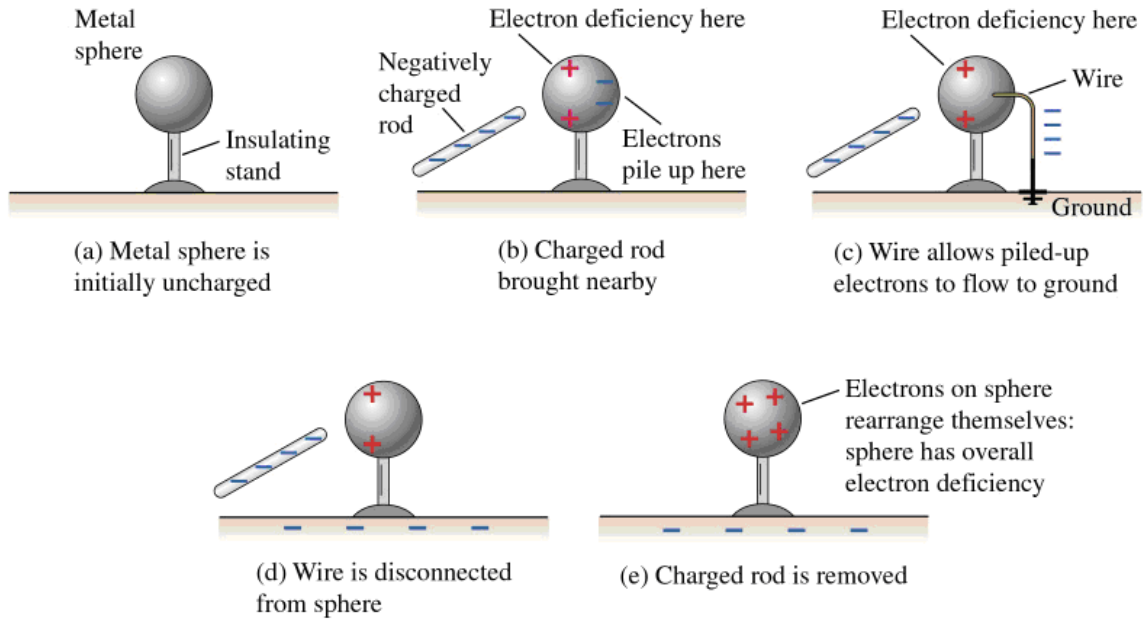 Metal
sphere
Insulating
stand
(a) Metal sphere is
initially uncharged
Electron deficiency here
Negatively
charged
rod
Electrons
pile up here
(b) Charged rod
brought nearby
Electron deficiency here
Wire
Ground
(c) Wire allows piled-up
electrons to flow to ground
(d) Wire is disconnected
from sphere
Electrons on sphere
rearrange themselves:
sphere has overall
electron deficiency
(e) Charged rod is removed